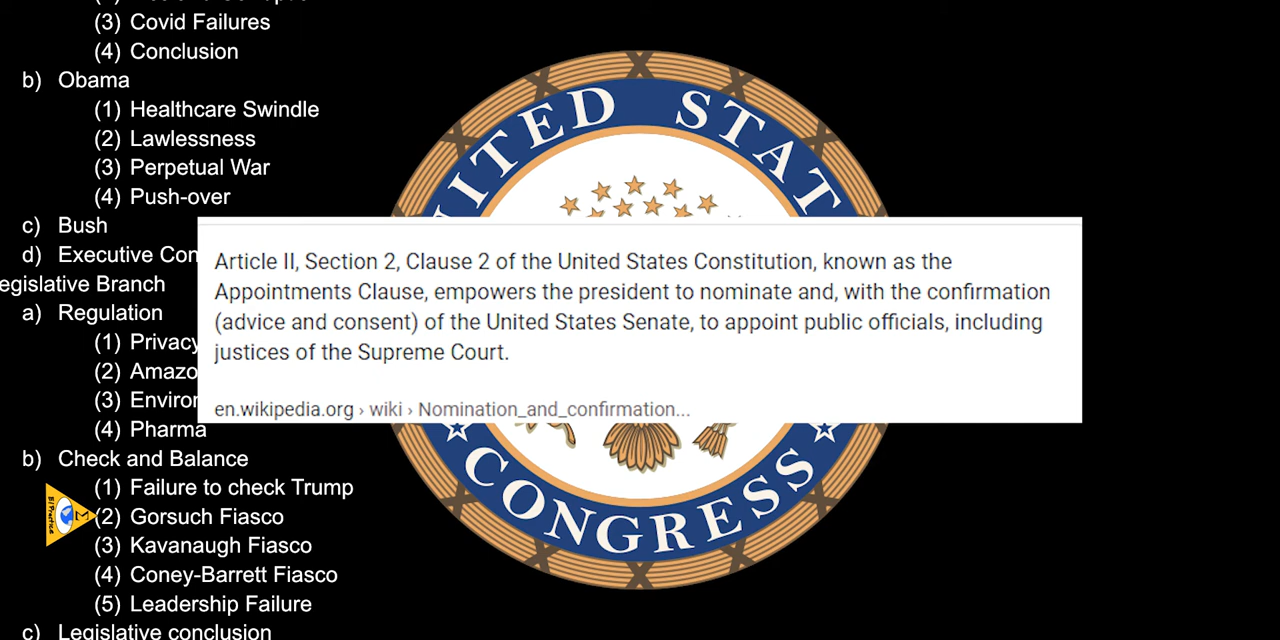 (3) Covid Failures
(4) Conclusion
b) Obama
(1) Healthcare Swindle
(2) Lawlessness
(3) Perpetual War
(4) Push-over
c) Bush
d) Executive Con
egislative Branch
a) Regulation
(1) Privacy
(2) Amazo
(3) Enviror
(4) Pharma
b) Check and Balance
(1) Failure to check Trump
(2) Gorsuch Fiasco
(3) Kavanaugh Fiasco
(4) Coney-Barrett Fiasco
(5) Leadership Failure
c) Legislative conclusion
NITED STAT
Article II, Section 2, Clause 2 of the United States Constitution, known as the
Appointments Clause, empowers the president to nominate and, with the confirmation
(advice and consent) of the United States Senate, to appoint public officials, including
justices of the Supreme Court.
en.wikipedia.org › wiki › Nomination_and_confirmation...
CONGRESS